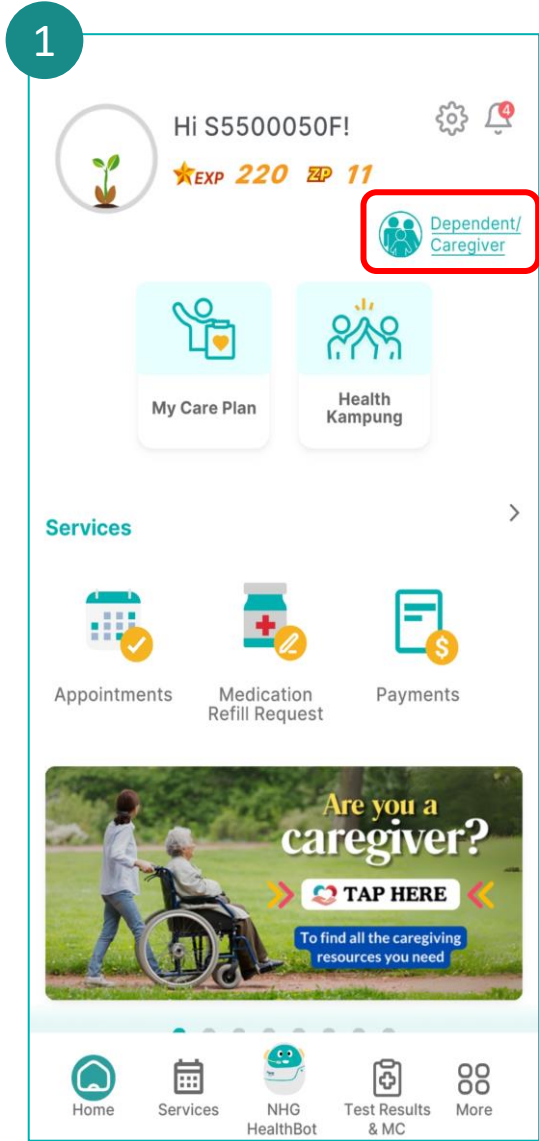 1
Hi S5500050F!
4
EXP 220 ZP 11
Dependent/
Caregiver
My Care Plan
Health
Kampung
Services
Appointments
Medication
Refill Request
Payments
Are you a
caregiver?
TAP HERE
To find all the caregiving
resources you need
Home
Services
NHG
HealthBot
Test Results
& MC
More